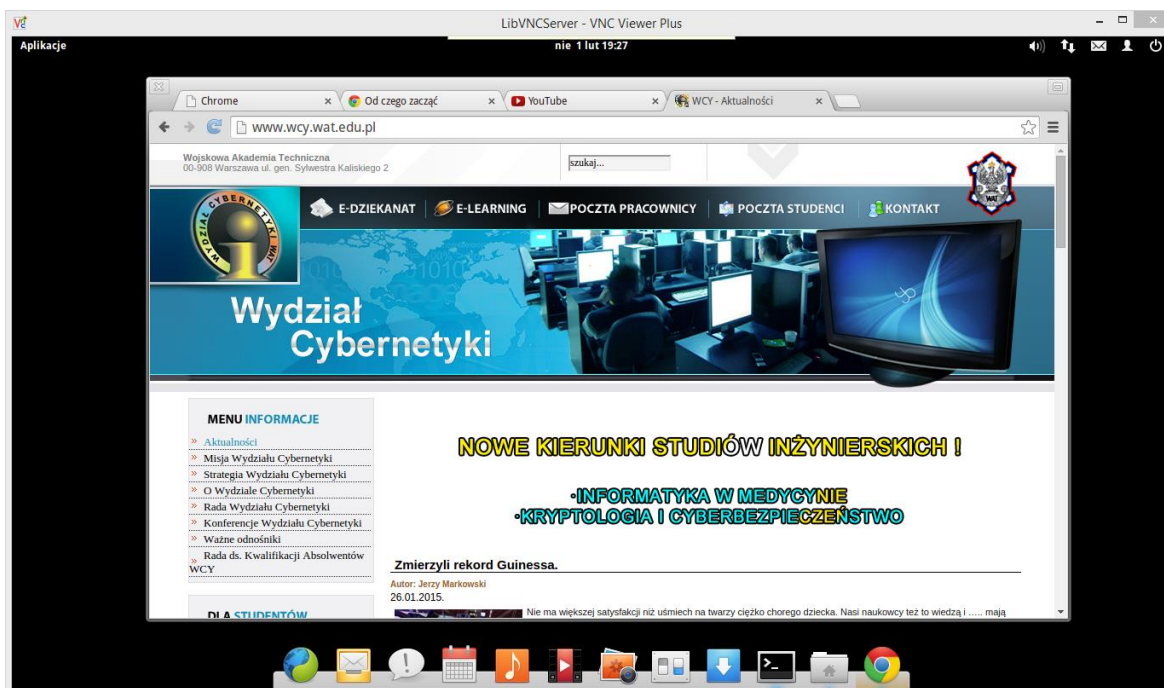 LibVNCServer - VNC Viewer Plus
Aplikacje
nie 1 lut 19:27
Chrome
Od czego zacząć
YouTube
WCY - Aktualności
www.wcy.wat.edu.pl
Wojskowa Akademia Techniczna
00-908 Warszawa ul. gen. Sylwestra Kaliskiego 2
szukaj...
WAT
WYDZIAŁ CYBERNETYKI WAT
E-DZIEKANAT
E-LEARNING
POCZTA PRACOWNICY
POCZTA STUDENCI
KONTAKT
Wydział
Cybernetyki
MENU INFORMACJE
» Aktualności
» Misja Wydziału Cybernetyki
» Strategia Wydziału Cybernetyki
» O Wydziale Cybernetyki
» Rada Wydziału Cybernetyki
» Konferencje Wydziału Cybernetyki
» Ważne odnośniki
» Rada ds. Kwalifikacji Absolwentów
WCY
DLA STUDENTÓW
NOWE KIERUNKI STUDIÓW INŻYNIERSKICH !
•INFORMATYKA W MEDYCYNIE
•KRYPTOLOGIA I CYBERBEZPIECZEŃSTWO
Zmierzyli rekord Guinessa.
Autor: Jerzy Markowski
26.01.2015.
Nie ma większej satysfakcji niż uśmiech na twarzy ciężko chorego dziecka. Nasi naukowcy też to wiedzą i ..... mają